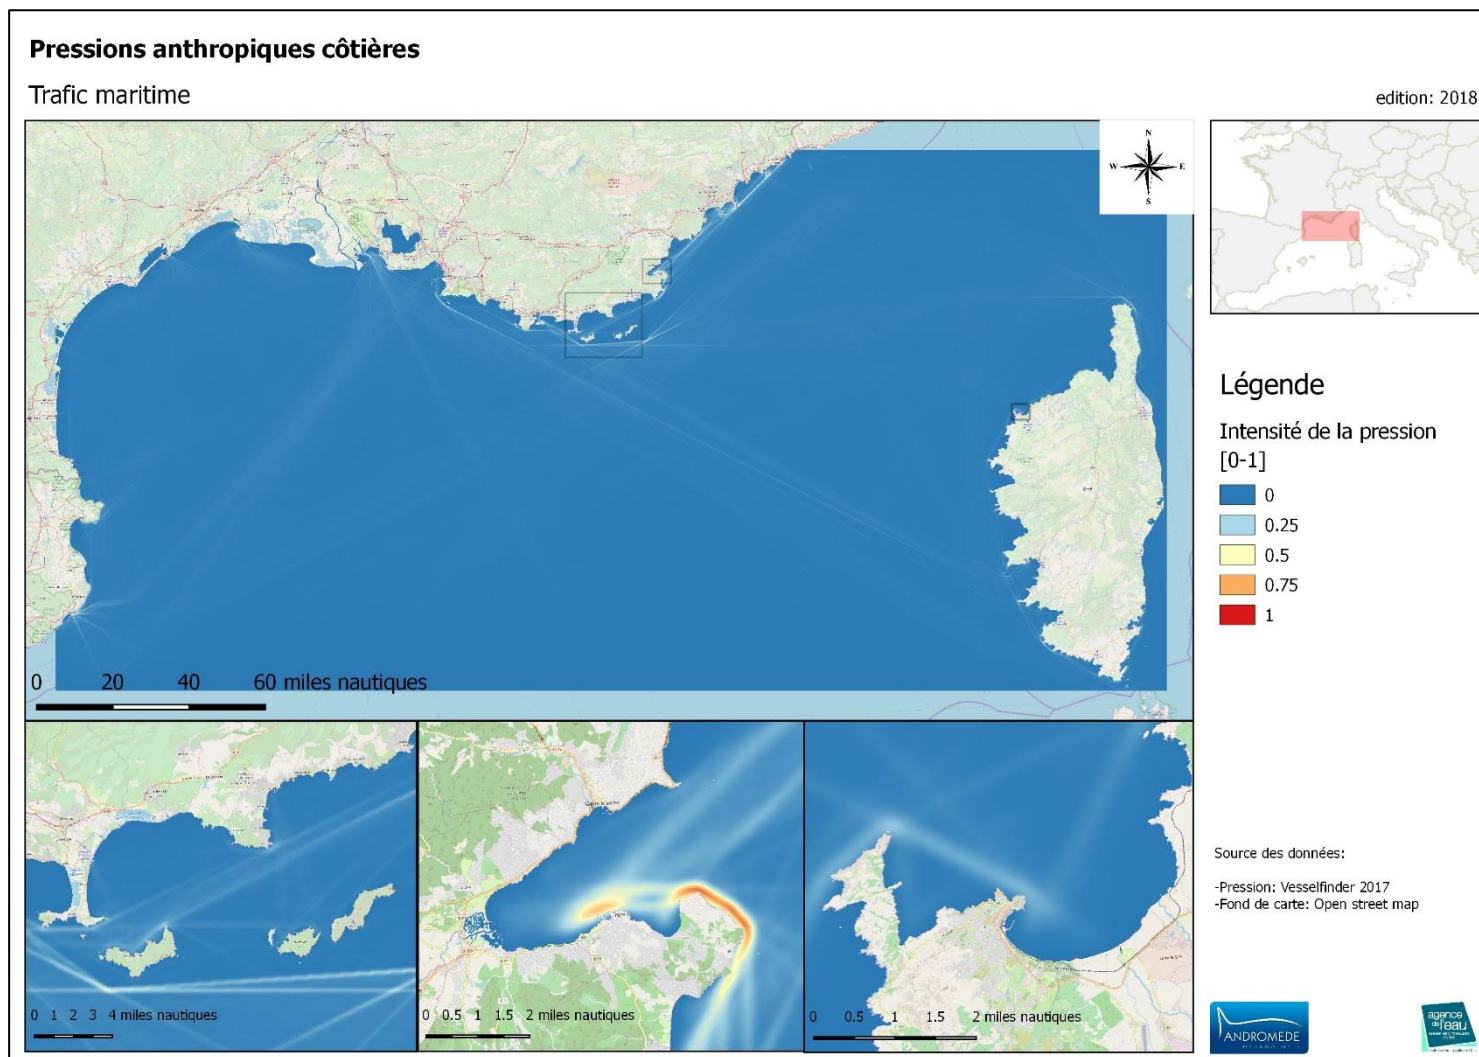 Pressions anthropiques côtières
Trafic maritime
edition: 2018
N
W E
S
0 20 40 60 miles nautiques
Légende
Intensité de la pression
[0-1]
0
0.25
0.5
0.75
1
0 1 2 3 4 miles nautiques
0 0.5 1 1.5 2 miles nautiques
0 0.5 1 1.5 2 miles nautiques
Source des données:
-Pression: Vesselfinder 2017
-Fond de carte: Open street map
ANDROMEDE
agence
de l'eau